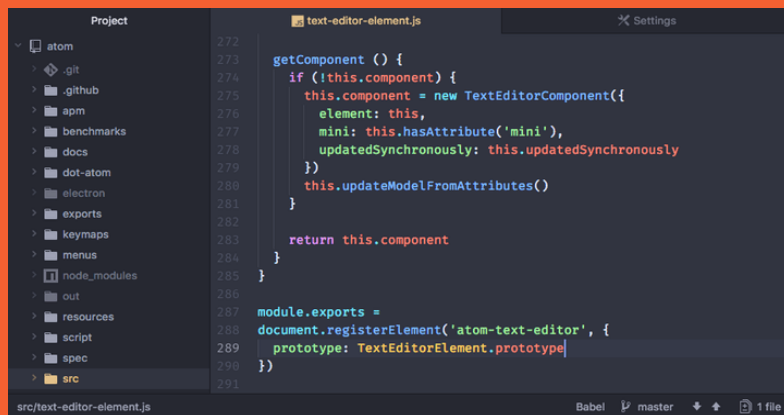 Project
atom
.git
.github
apm
benchmarks
docs
dot-atom
electron
exports
keymaps
menus
node_modules
out
resources
script
spec
src
text-editor-element.js
Settings
272
273 getComponent () {
274 if (!this.component) {
275 this.component = new TextEditorComponent({
276 element: this,
277 mini: this.hasAttribute('mini'),
278 updatedSynchronously: this.updatedSynchronously
279 })
280 this.updateModelFromAttributes()
281 }
282
283 return this.component
284 }
285 }
286
287 module.exports =
288 document.registerElement('atom-text-editor', {
289 prototype: TextEditorElement.prototype
290 })
291
src/text-editor-element.js
Babel master 1 file